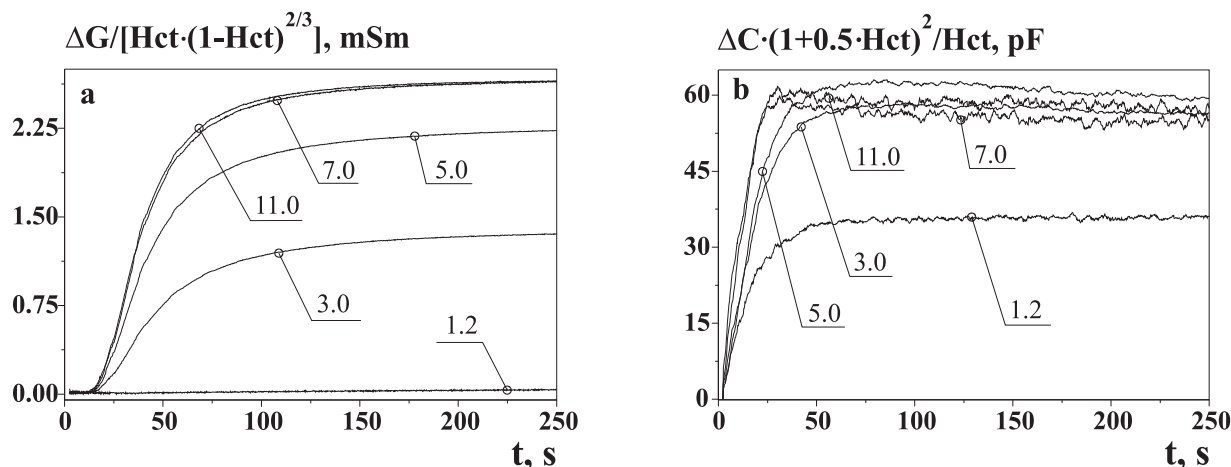 ΔG/[Hct·(1-Hct)^2/3], mSm
a
2.25
1.50
0.75
0.00
7.0
5.0
11.0
3.0
1.2
0 50 100 150 200 250
t, s
ΔC·(1+0.5·Hct)^2/Hct, pF
b
60
45
30
15
0
11.0
7.0
3.0
5.0
1.2
0 50 100 150 200 250
t, s